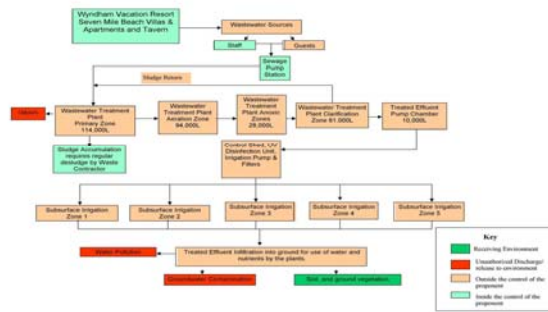 Wyndham Vacation Resort
Seven Mile Beach Villas &
Apartments and Tavern
Wastewater Sources
Staff
Guests
Sewage
Pump
Station
Sludge Return
Wastewater Treatment
Plant
Primary Zone
114,000L
Wastewater Treatment
Plant
Aeration Zone
94,000L
Wastewater
Treatment
Plant Anoxic
Zones
28,000L
Wastewater Treatment
Plant Clarification
Zone 61,000L
Treated Effluent
Pump Chamber
10,000L
Sludge Accumulation
requires regular
desludge by Waste
Contractor
Control Shed, UV
Disinfection Unit,
Irrigation Pump &
Filters
Subsurface Irrigation
Zone 1
Subsurface Irrigation
Zone 2
Subsurface Irrigation
Zone 3
Subsurface Irrigation
Zone 4
Subsurface Irrigation
Zone 5
Water Pollution
Treated Effluent Infiltration into ground for use of water and
nutrients by the plants.
Groundwater Contamination
Soil, and ground vegetation
Key
Receiving Environment
Unauthorized Discharge/
release to environment
Outside the control of the
proponent
Inside the control of the
proponent